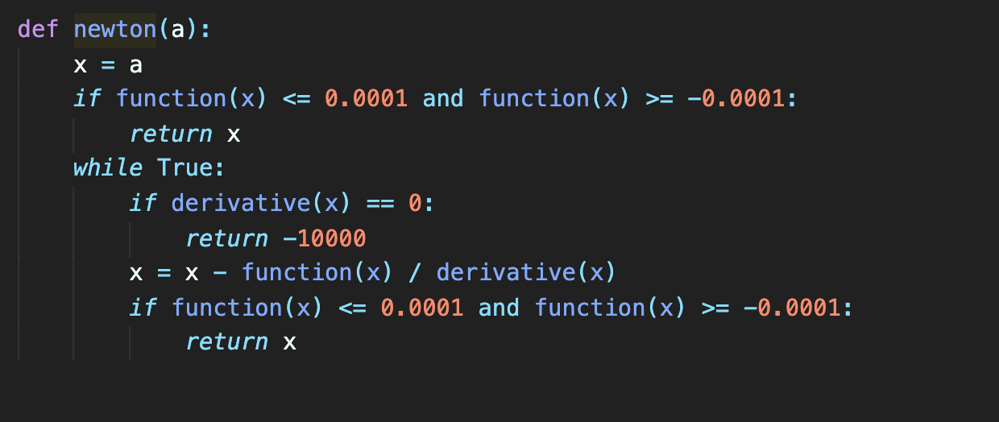 def newton(a):
    x = a
    if function(x) <= 0.0001 and function(x) >= -0.0001:
        return x
    while True:
        if derivative(x) == 0:
            return -10000
        x = x - function(x) / derivative(x)
        if function(x) <= 0.0001 and function(x) >= -0.0001:
            return x